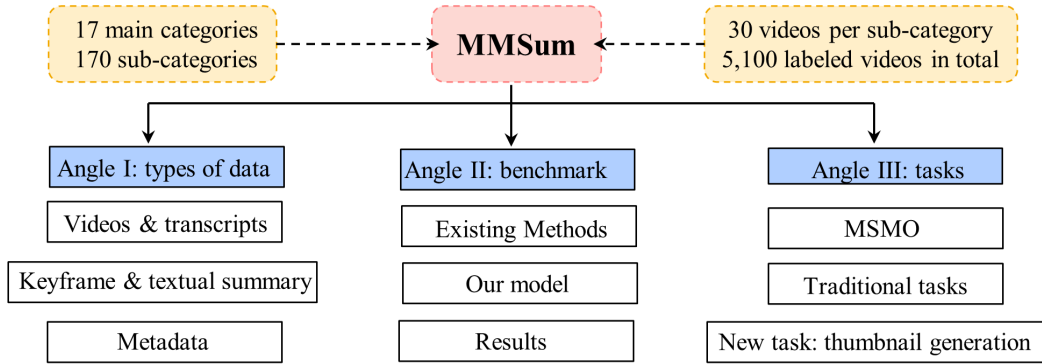 17 main categories
170 sub-categories
MMSum
30 videos per sub-category
5,100 labeled videos in total
Angle I: types of data
Videos & transcripts
Keyframe & textual summary
Metadata
Angle II: benchmark
Existing Methods
Our model
Results
Angle III: tasks
MSMO
Traditional tasks
New task: thumbnail generation